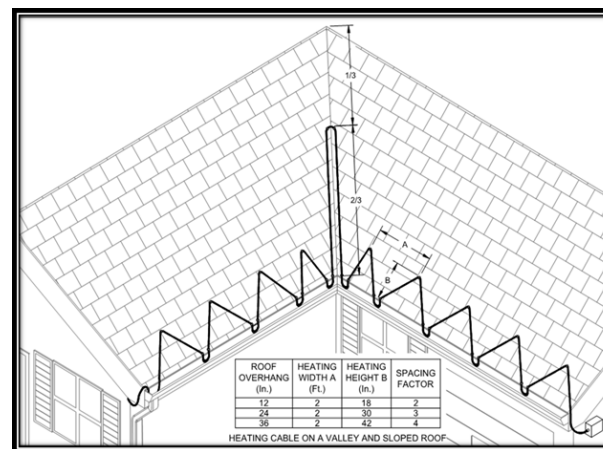 1/3
2/3
A
B
ROOF HEATING HEATING SPACING
OVERHANG WIDTH A HEIGHT B FACTOR
(In.) (Ft.) (In.)
12 2 18 2
24 2 30 3
36 2 42 4
HEATING CABLE ON A VALLEY AND SLOPED ROOF